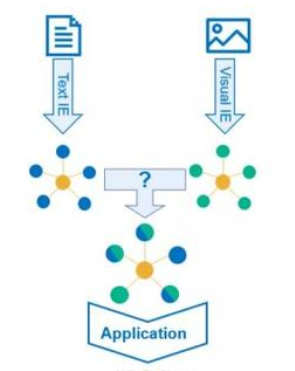 Text IE
Visual IE
?
Application